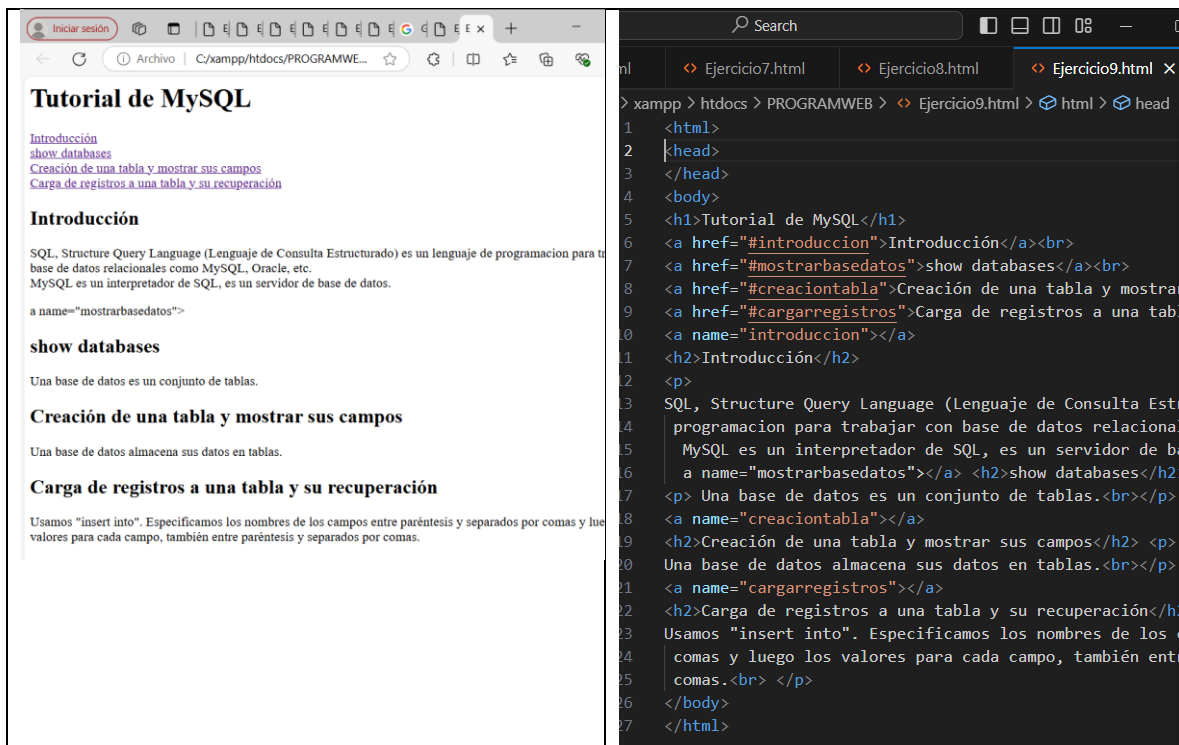 Iniciar sesión
E
E
E
E
E
E
G
E
E
Archivo
C:/xampp/htdocs/PROGRAMWE...
Tutorial de MySQL
Introducción
show databases
Creación de una tabla y mostrar sus campos
Carga de registros a una tabla y su recuperación
Introducción
SQL, Structure Query Language (Lenguaje de Consulta Estructurado) es un lenguaje de programacion para tr
base de datos relacionales como MySQL, Oracle, etc.
MySQL es un interpretador de SQL, es un servidor de base de datos.
a name="mostrarbasedatos">
show databases
Una base de datos es un conjunto de tablas.
Creación de una tabla y mostrar sus campos
Una base de datos almacena sus datos en tablas.
Carga de registros a una tabla y su recuperación
Usamos "insert into". Especificamos los nombres de los campos entre paréntesis y separados por comas y lue
valores para cada campo, también entre paréntesis y separados por comas.
Search
ml Ejercicio7.html Ejercicio8.html Ejercicio9.html
> xampp > htdocs > PROGRAMWEB > Ejercicio9.html > html > head
1 <html>
2 <head>
3 </head>
4 <body>
5 <h1>Tutorial de MySQL</h1>
6 <a href="#introduccion">Introducción</a><br>
7 <a href="#mostrarbasedatos">show databases</a><br>
8 <a href="#creaciontabla">Creación de una tabla y mostrar
9 <a href="#cargarregistros">Carga de registros a una tab
10 <a name="introduccion"></a>
11 <h2>Introducción</h2>
12 <p>
13 SQL, Structure Query Language (Lenguaje de Consulta Est
14 programacion para trabajar con base de datos relacional
15 MySQL es un interpretador de SQL, es un servidor de ba
16 a name="mostrarbasedatos"></a> <h2>show databases</h2
17 <p> Una base de datos es un conjunto de tablas.<br></p>
18 <a name="creaciontabla"></a>
19 <h2>Creación de una tabla y mostrar sus campos</h2> <p>
20 Una base de datos almacena sus datos en tablas.<br></p>
21 <a name="cargarregistros"></a>
22 <h2>Carga de registros a una tabla y su recuperación</h
23 Usamos "insert into". Especificamos los nombres de los
24 comas y luego los valores para cada campo, también ent
25 comas.<br> </p>
26 </body>
27 </html>